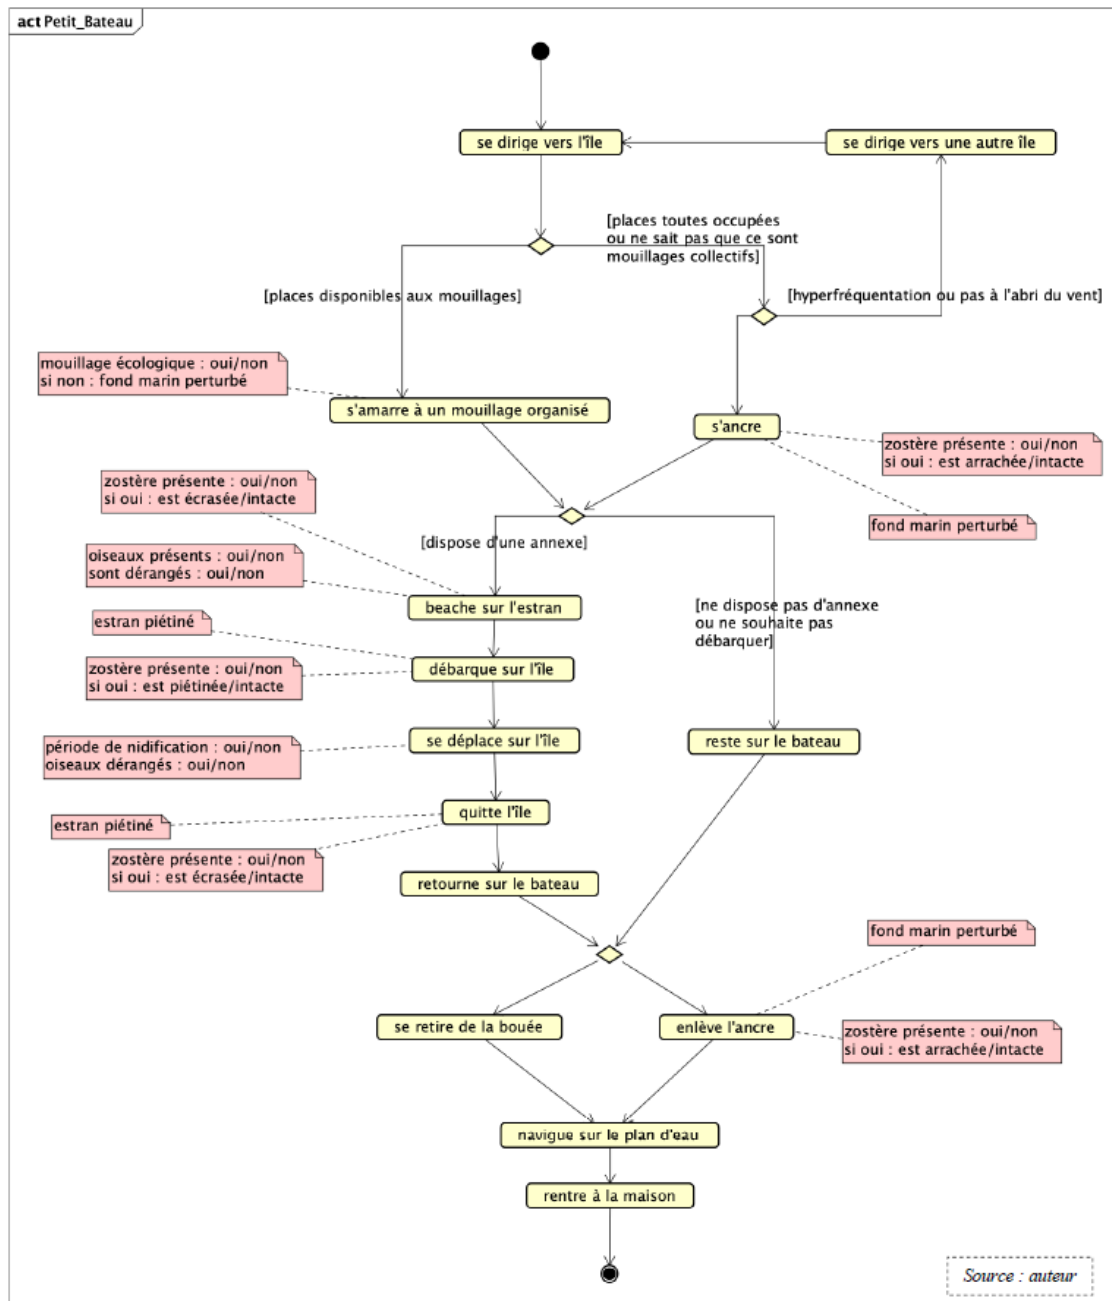 act Petit_Bateau
se dirige vers l'île
se dirige vers une autre île
[places toutes occupées
ou ne sait pas que ce sont
mouillages collectifs]
[places disponibles aux mouillages]
[hyperfréquentation ou pas à l'abri du vent]
mouillage écologique : oui/non
si non : fond marin perturbé
s'amarre à un mouillage organisé
s'ancre
zostère présente : oui/non
si oui : est arrachée/intacte
fond marin perturbé
zostère présente : oui/non
si oui : est écrasée/intacte
[dispose d'une annexe]
oiseaux présents : oui/non
sont dérangés : oui/non
beache sur l'estran
[ne dispose pas d'annexe
ou ne souhaite pas
débarquer]
estran piétiné
débarque sur l'île
zostère présente : oui/non
si oui : est piétinée/intacte
se déplace sur l'île
période de nidification : oui/non
oiseaux dérangés : oui/non
reste sur le bateau
quitte l'île
estran piétiné
zostère présente : oui/non
si oui : est écrasée/intacte
retourne sur le bateau
fond marin perturbé
se retire de la bouée
enlève l'ancre
zostère présente : oui/non
si oui : est arrachée/intacte
navigue sur le plan d'eau
rentre à la maison
Source : auteur